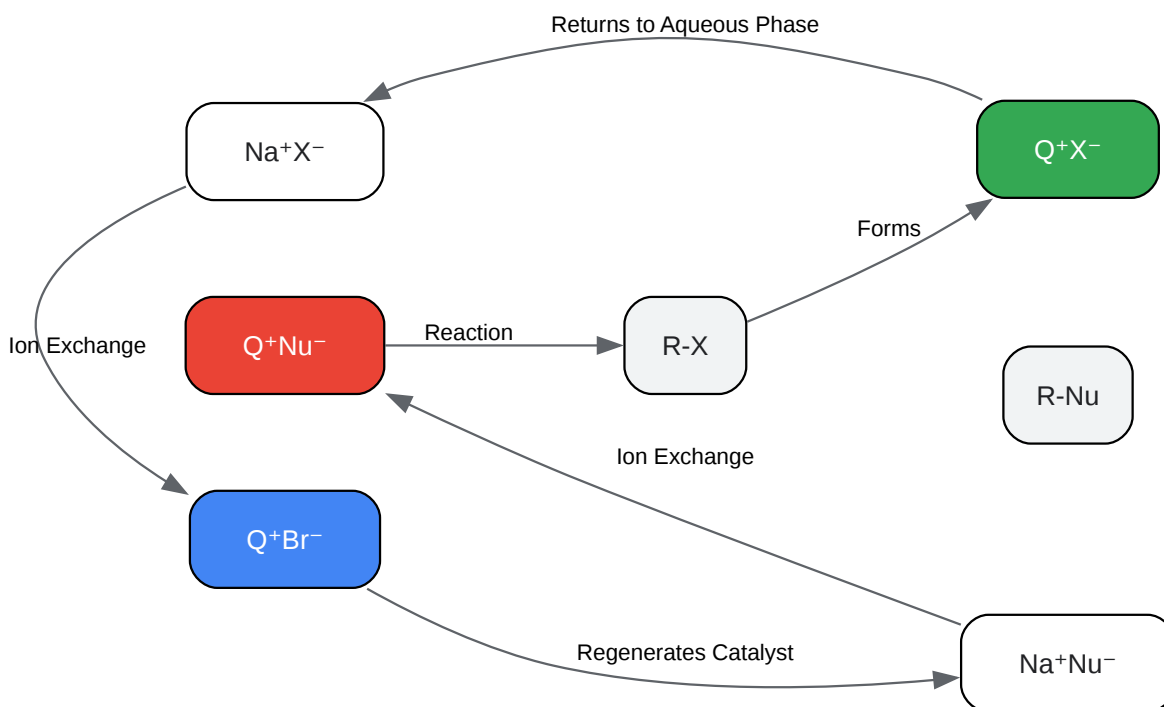 Returns to Aqueous Phase
Na⁺X⁻
Q⁺X⁻
Forms
Ion Exchange
Q⁺Nu⁻
Reaction
R-X
R-Nu
Ion Exchange
Q⁺Br⁻
Regenerates Catalyst
Na⁺Nu⁻